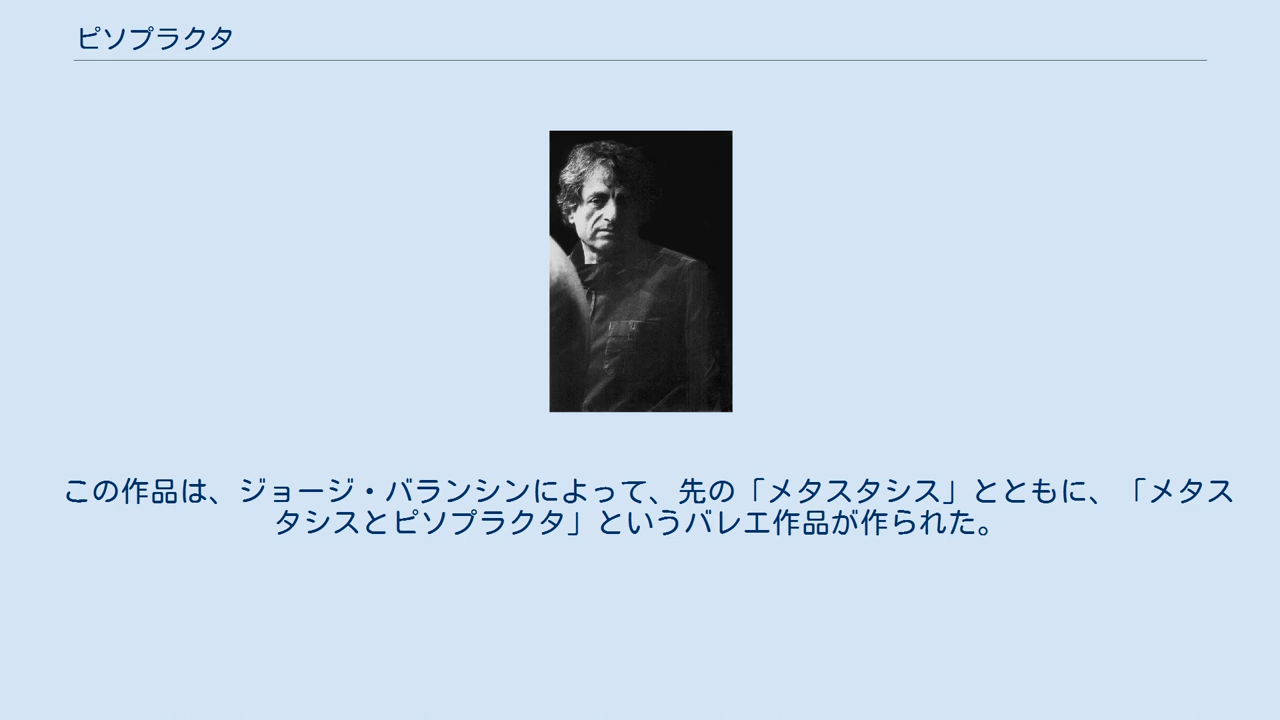 ピソプラクタ
この作品は、ジョージ・バランシンによって、先の「メタスタシス」とともに、「メタス
タシスとピソプラクタ」というバレエ作品が作られた。